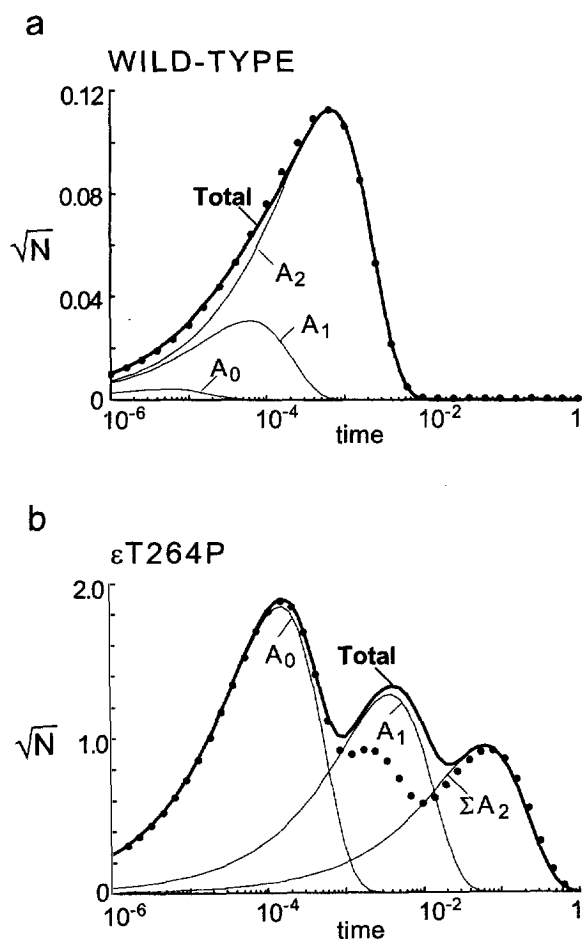 a
WILD-TYPE
0.12
0.08
0.04
0
√N
Total
A2
A1
A0
10-6
10-4
10-2
1
time
b
εT264P
2.0
1.0
0
√N
A0
Total
A1
ΣA2
10-6
10-4
10-2
1
time